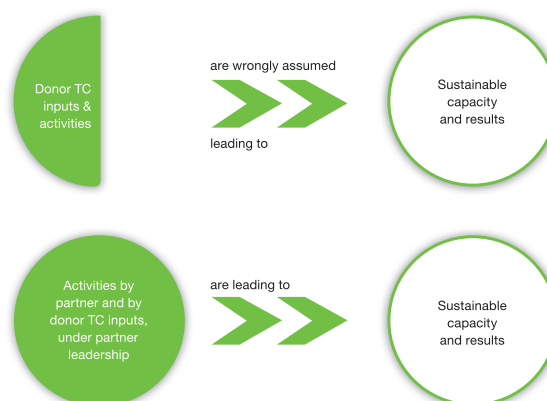 Donor TC
inputs &
activities
are wrongly assumed
leading to
Sustainable
capacity
and results
Activities by
partner and by
donor TC inputs,
under partner
leadership
are leading to
Sustainable
capacity
and results